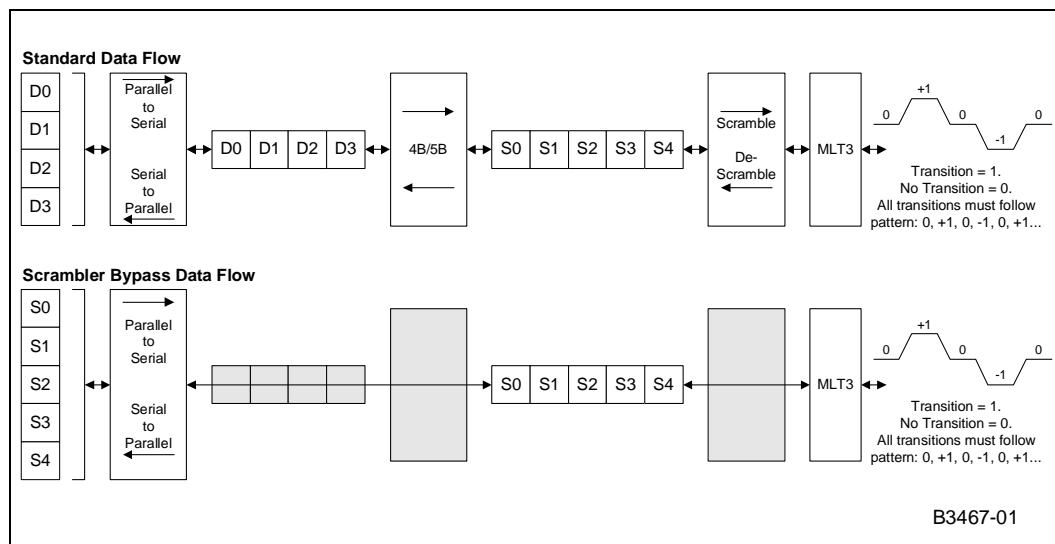 Standard Data Flow
D0
D1
D2
D3
Parallel
to
Serial
Serial
to
Parallel
D0 D1 D2 D3
4B/5B
S0 S1 S2 S3 S4
Scramble
De-
Scramble
MLT3
0 +1 0 -1 0
Transition = 1.
No Transition = 0.
All transitions must follow
pattern: 0, +1, 0, -1, 0, +1...
Scrambler Bypass Data Flow
S0
S1
S2
S3
S4
Parallel
to
Serial
Serial
to
Parallel
S0 S1 S2 S3 S4
MLT3
0 +1 0 -1 0
Transition = 1.
No Transition = 0.
All transitions must follow
pattern: 0, +1, 0, -1, 0, +1...
B3467-01